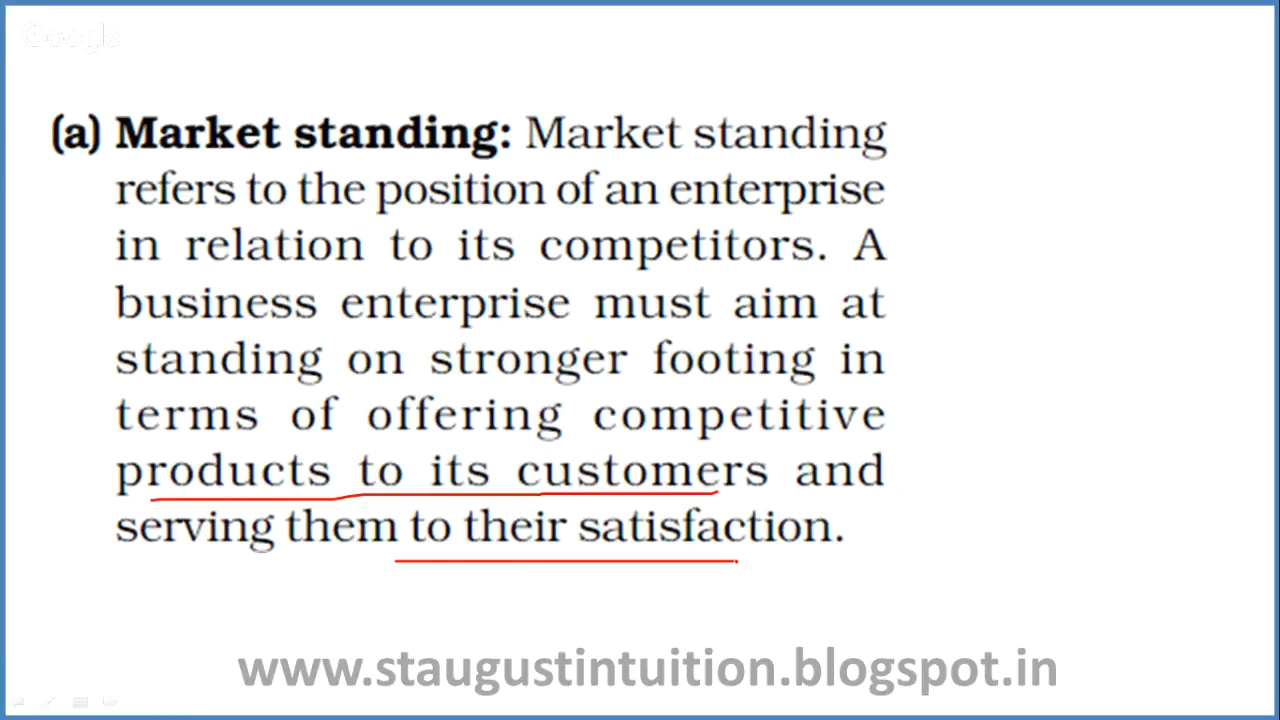 Google
(a) Market standing: Market standing
refers to the position of an enterprise
in relation to its competitors. A
business enterprise must aim at
standing on stronger footing in
terms of offering competitive
products to its customers and
serving them to their satisfaction.
www.staugustintuition.blogspot.in